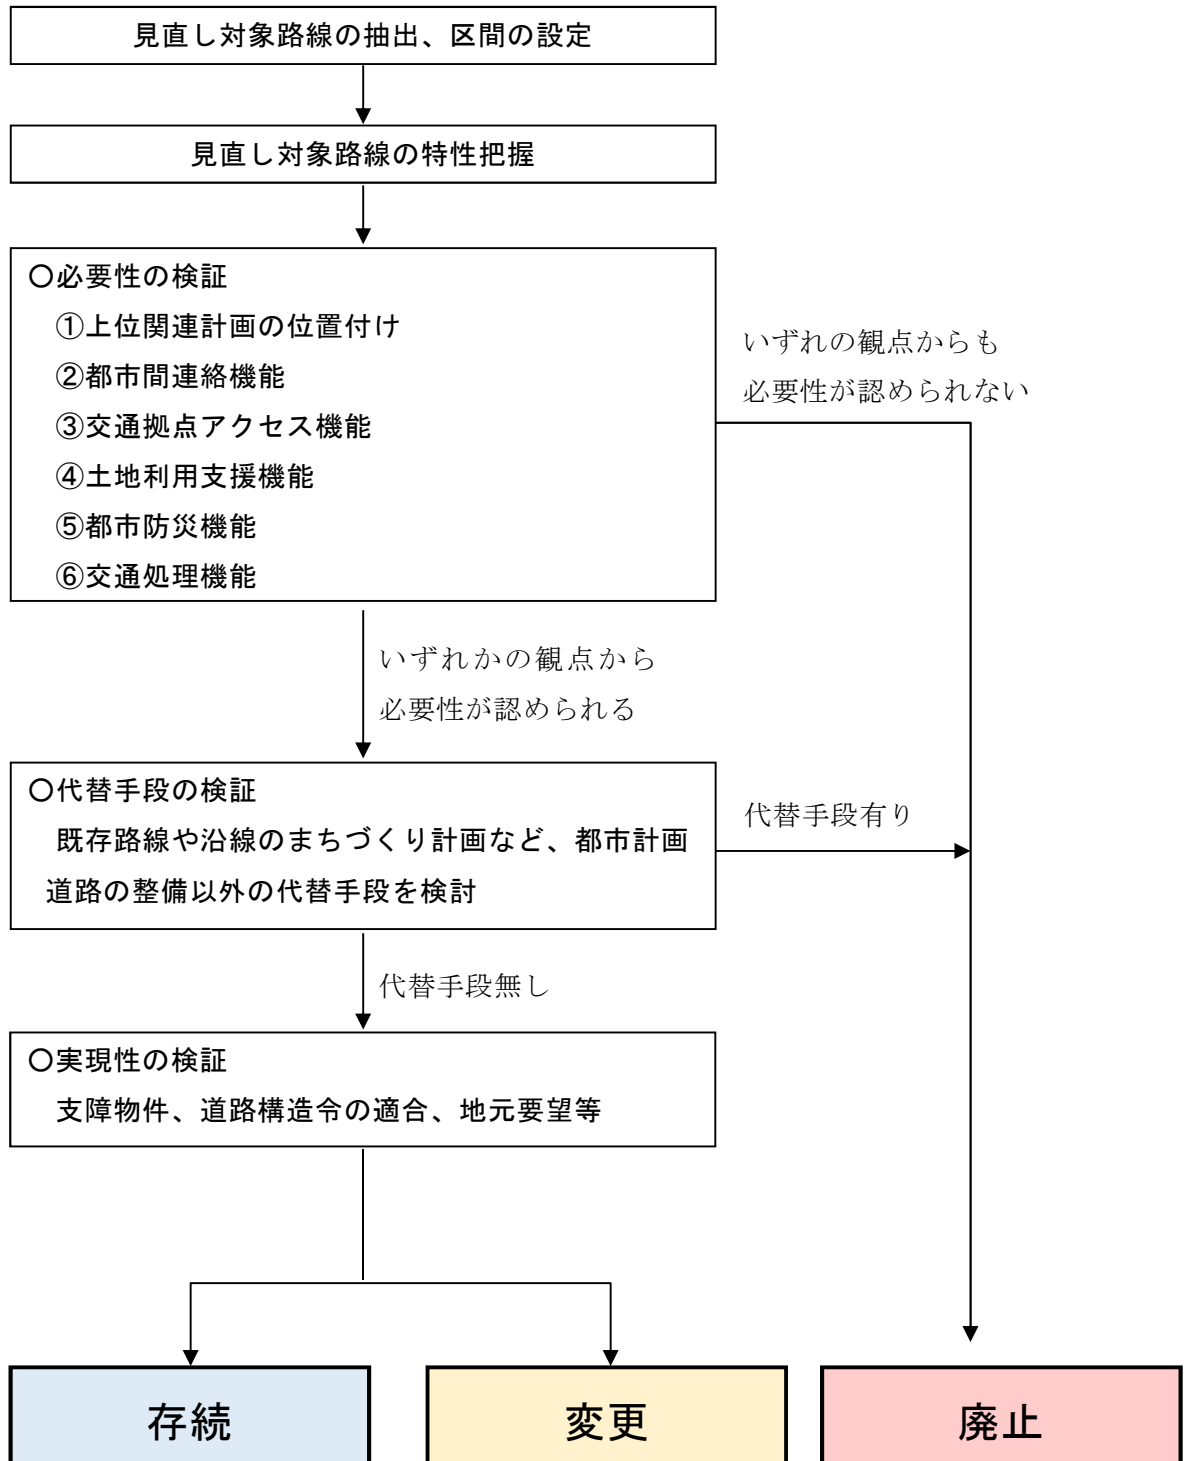 見直し対象路線の抽出、区間の設定
見直し対象路線の特性把握
〇必要性の検証
①上位関連計画の位置付け
②都市間連絡機能
③交通拠点アクセス機能
④土地利用支援機能
⑤都市防災機能
⑥交通処理機能
いずれの観点からも
必要性が認められない
いずれかの観点から
必要性が認められる
〇代替手段の検証
既存路線や沿線のまちづくり計画など、都市計画
道路の整備以外の代替手段を検討
代替手段有り
代替手段無し
〇実現性の検証
支障物件、道路構造令の適合、地元要望等
存続
変更
廃止